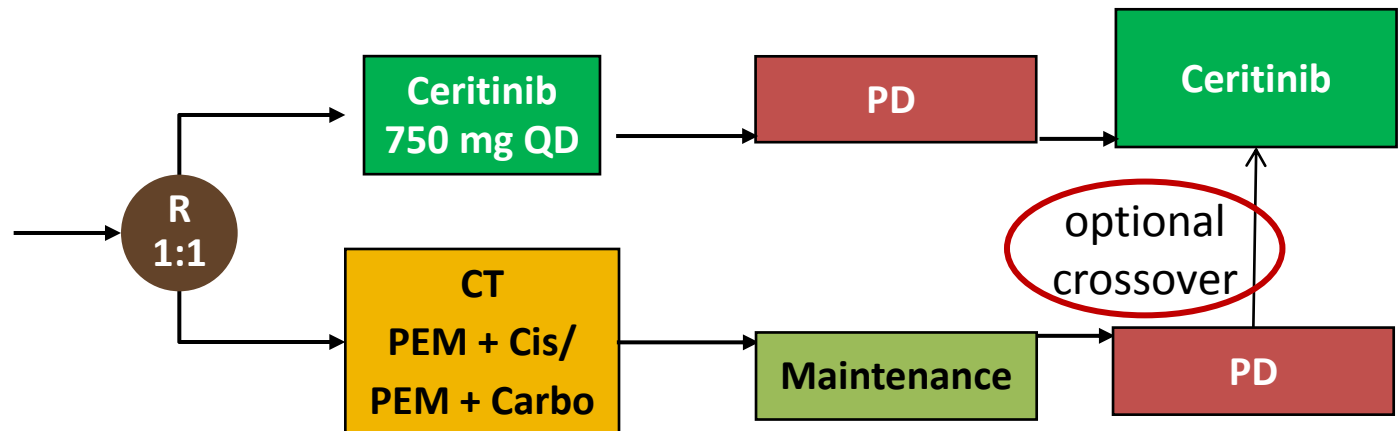 R
1:1
Ceritinib
750 mg QD
PD
Ceritinib
CT
PEM + Cis/
PEM + Carbo
Maintenance
optional
crossover
PD